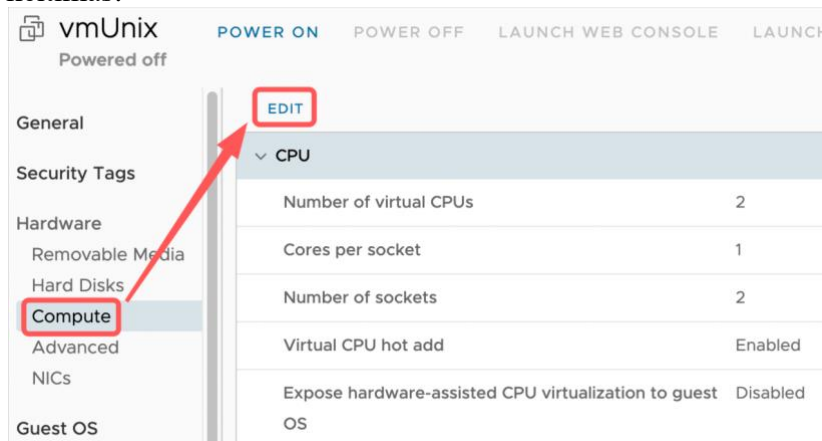 vmUnix
POWER ON POWER OFF LAUNCH WEB CONSOLE LAUNCH
Powered off
General
Security Tags
Hardware
Removable Media
Hard Disks
Compute
Advanced
NICs
Guest OS
EDIT
CPU
Number of virtual CPUs 2
Cores per socket 1
Number of sockets 2
Virtual CPU hot add Enabled
Expose hardware-assisted CPU virtualization to guest Disabled
OS